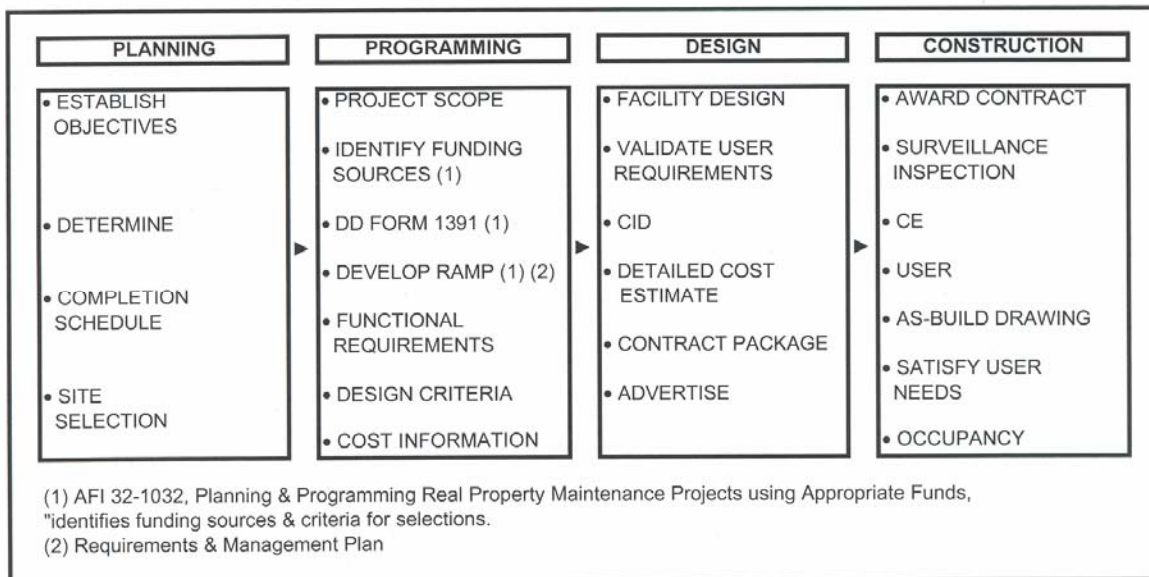 PLANNING
• ESTABLISH
OBJECTIVES
• DETERMINE
• COMPLETION
SCHEDULE
• SITE
SELECTION
PROGRAMMING
• PROJECT SCOPE
• IDENTIFY FUNDING
SOURCES (1)
• DD FORM 1391 (1)
• DEVELOP RAMP (1) (2)
• FUNCTIONAL
REQUIREMENTS
• DESIGN CRITERIA
• COST INFORMATION
DESIGN
• FACILITY DESIGN
• VALIDATE USER
REQUIREMENTS
• CID
• DETAILED COST
ESTIMATE
• CONTRACT PACKAGE
• ADVERTISE
CONSTRUCTION
• AWARD CONTRACT
• SURVEILLANCE
INSPECTION
• CE
• USER
• AS-BUILD DRAWING
• SATISFY USER
NEEDS
• OCCUPANCY
(1) AFI 32-1032, Planning & Programming Real Property Maintenance Projects using Appropriate Funds,
"identifies funding sources & criteria for selections.
(2) Requirements & Management Plan